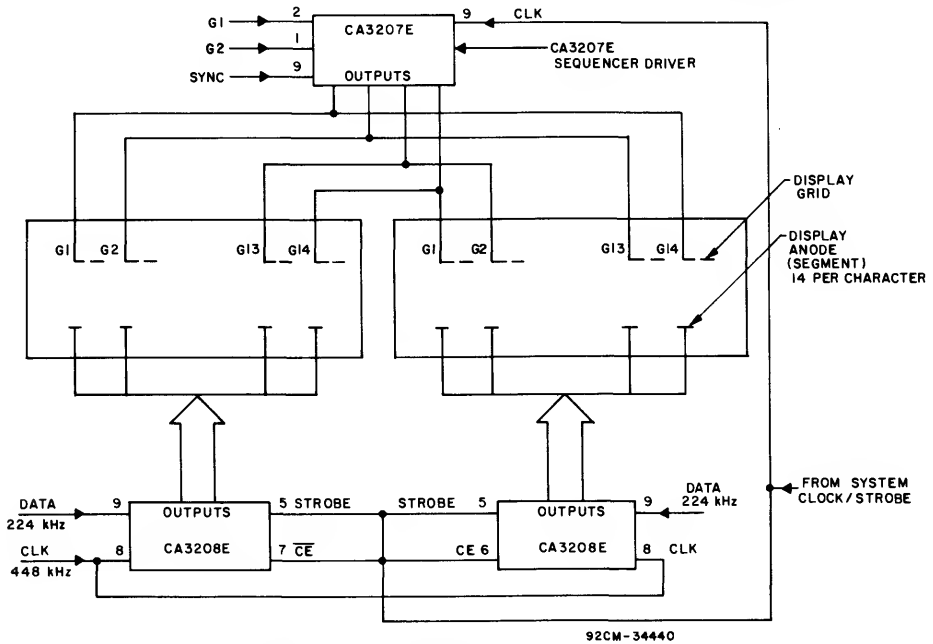 G1 2 CA3207E 9 CLK
G2 1
CA3207E
SEQUENCER DRIVER
SYNC 9 OUTPUTS
DISPLAY
GRID
G1 G2 G13 G14 G1 G2 G13 G14
DISPLAY
ANODE
(SEGMENT)
14 PER CHARACTER
FROM SYSTEM
CLOCK/STROBE
DATA 9 OUTPUTS 5 STROBE STROBE 5 OUTPUTS 9 DATA
224 kHz 224 kHz
CLK 8 CA3208E 7 CE CE 6 CA3208E 8 CLK
448 kHz
92CM-34440